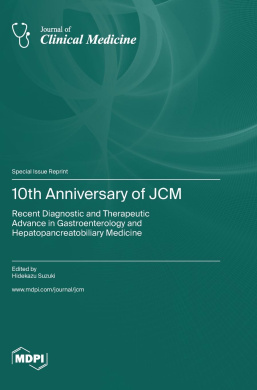 Journal of
Clinical Medicine
Special Issue Reprint
10th Anniversary of JCM
Recent Diagnostic and Therapeutic
Advance in Gastroenterology and
Hepatopancreatobiliary Medicine
Edited by
Hidekazu Suzuki
www.mdpi.com/journal/jcm
MDPI